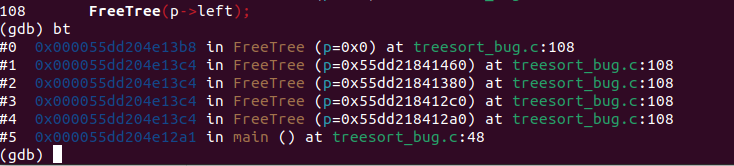 108 FreeTree(p->left);
(gdb) bt
#0 0x000055dd204e13b8 in FreeTree (p=0x0) at treesort_bug.c:108
#1 0x000055dd204e13c4 in FreeTree (p=0x55dd21841460) at treesort_bug.c:108
#2 0x000055dd204e13c4 in FreeTree (p=0x55dd21841380) at treesort_bug.c:108
#3 0x000055dd204e13c4 in FreeTree (p=0x55dd218412c0) at treesort_bug.c:108
#4 0x000055dd204e13c4 in FreeTree (p=0x55dd218412a0) at treesort_bug.c:108
#5 0x000055dd204e12a1 in main () at treesort_bug.c:48
(gdb)